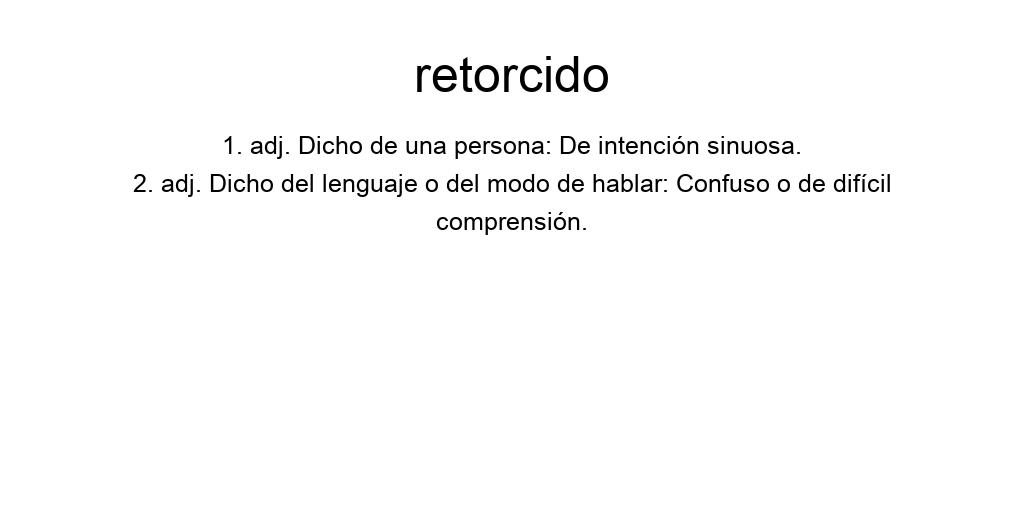 retorcido
1. adj. Dicho de una persona: De intención sinuosa.
2. adj. Dicho del lenguaje o del modo de hablar: Confuso o de difícil
comprensión.